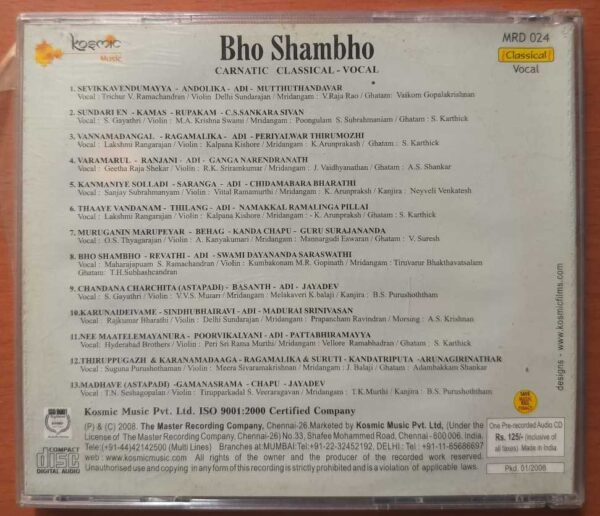 kosmic
Music
Bho Shambho
CARNATIC CLASSICAL - VOCAL
MRD 024
Classical
Vocal
1. SEVIKKAVENDUMAYYA - ANDOLIKA - ADI - MUTTHUTHANDAVAR
Vocal : Trichur V. Ramachandran / Violin Delhi Sundarajan / Mridangam : V.Raja Rao / Ghatam: Vaikom Gopalakrishnan
2. SUNDARI EN - KAMAS - RUPAKAM - C.S.SANKARA SIVAN
Vocal : S. Gayathri / Violin : M.A. Krishna Swami / Mridangam : Poongulam S. Subrahmaniam / Ghatam : S. Karthick
3. VANNAMADANGAL - RAGAMALIKA - ADI - PERIYALWAR THIRUMOZHI
Vocal : Lakshmi Rangarajan / Violin : Kalpana Kishore / Mridangam : K.Arunprakash / Ghatam: S. Karthick
4. VARAMARUL - RANJANI - ADI - GANGA NARENDRANATH
Vocal : Geetha Raja Shekar / Violin : R.K. Sriramkumar / Mridangam : J. Vaidhyanathan / Ghatam : A.S. Shankar
5. KANMANIYE SOLLADI - SARANGA - ADI - CHIDAMABARA BHARATHI
Vocal : Sanjay Subrahmanyam / Violin : Vittal Ramamurthi / Mridangam : K. Arunpraksh / Kanjira : Neyveli Venkatesh
6. THAAYE VANDANAM - THILANG - ADI - NAMAKKAL RAMALINGA PILLAI
Vocal : Lakshmi Rangarajan / Violin : Kalpana Kishore / Mridangam : - K. Arunprakash / Ghatam : S. Karthick
7. MURUGANIN MARUPEYAR - BEHAG - KANDA CHAPU - GURU SURAJANANDA
Vocal : O.S. Thyagarajan / Violin : A. Kanyakumari / Mridangam : Mannargudi Eawaran / Ghatam : V. Suresh
8. BHO SHAMBHO - REVATHI - ADI - SWAMI DAYANANDA SARASWATHI
Vocal : Maharajapuam S. Ramachandran / Violin : Kumbakonam M.R. Gopinath / Mridangam : Tiruvarur Bhakthavatsalam
Ghatam: T.H.Subhashcandran
9. CHANDANA CHARCHITA (ASTAPADI) - BASANTH - ADI - JAYADEV
Vocal : S. Gayathri / Violin : V.V.S. Murarr / Mridangam : Melakaveri K.balaji / Kanjira : B.S. Purushoththam
10. KARUNAIDEIVAME - SINDHUBHAIRAVI - ADI - MADURAI SRINIVASAN
Vocal : Rajkumar Bharathi / Violin : Delhi Sundarajan / Mridangam : Prapancham Ravindran / Morsing : A.S. Krishnan
11. NEE MAATELEMAYANURA - POORVIKALYANI - ADI - PATTABHIRAMAYYA
Vocal : Hyderabad Brothers / Violin : Peri Sri Rama Murthi / Mridangam : Vellore Ramabhadran / Ghatam : S. Karthick
12. THIRUPPUGAZH & KARANAMADAAGA - RAGAMALIKA & SURUTI - KANDATRIPUTA - ARUNAGIRINATHAR
Vocal : Suguna Purushothaman / Violin : Meera Sivaramakrishnan / Mridangam : J. Balaji / Ghatam : Adambakkam Shankar
13. MADHAVE (ASTAPADI) - GAMANASRAMA - CHAPU - JAYADEV
Vocal : T.N. Seshagopalan / Violin : Tirupparkadal S. Veeraragavan / Mridangam : T.K.Murthi / Kanjira : B.S. Purushoththam
designs - www.kosmicfilms.com
Kosmic Music Pvt. Ltd. ISO 9001:2000 Certified Company
(P) & (C) 2008. The Master Recording Company, Chennai-26.Marketed by Kosmic Music Pvt. Ltd, (Under the
License of The Master Recording Company, Chennai-26) No.33, Shafee Mohammed Road, Chennai - 600 006. India.
Tele:(+91-44)42142500 (Multi Lines) Branches at:MUMBAI:Tel:+91-22-32452192, DELHI : Tel : +91-11-65686697
web : www.kosmicmusic.com All rights of the owner and the producer of the recorded work reserved.
Unauthorised use and copying in any form of this recording is strictly prohibited and is a violation of applicable laws.
COMPACT
disc
DIGITAL AUDIO
One Pre-recorded Audio CD
Rs. 125/- (inclusive of
all taxes) Made in India.
Pkd. 01/2008